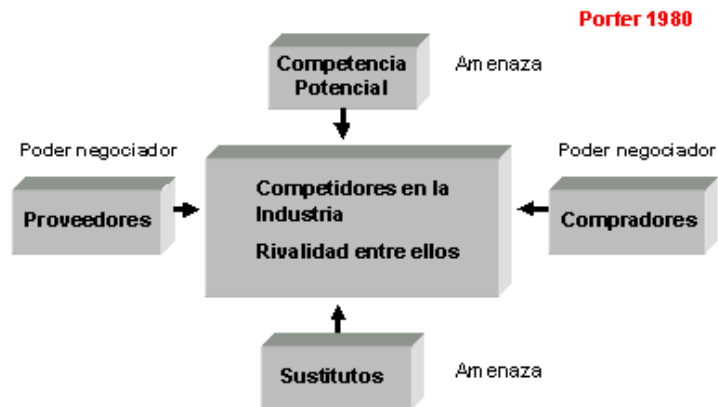 Porter 1980
Competencia
Potencial
Amenaza
Poder negociador
Poder negociador
Proveedores
Competidores en la
Industria
Rivalidad entre ellos
Compradores
Sustitutos
Amenaza